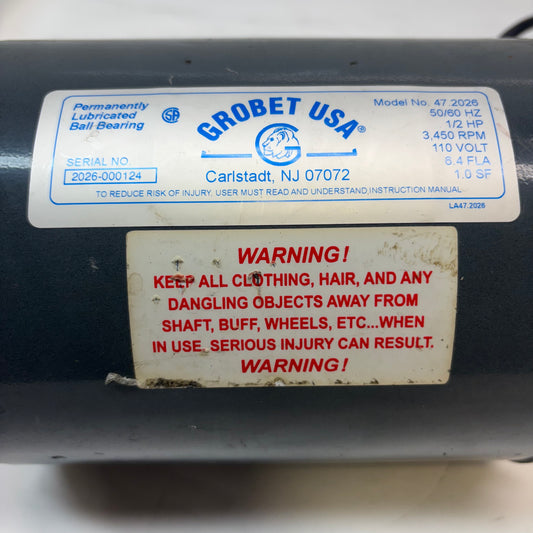 Permanently
Lubricated
Ball Bearing
SERIAL NO.
2026-000124
GROBET USA®
G
Carlstadt, NJ 07072
Model No. 47.2026
50/60 HZ
1/2 HP
3,450 RPM
110 VOLT
6.4 FLA
1.0 SF
TO REDUCE RISK OF INJURY, USER MUST READ AND UNDERSTAND INSTRUCTION MANUAL
LA47.2026
WARNING!
KEEP ALL CLOTHING, HAIR, AND ANY
DANGLING OBJECTS AWAY FROM
SHAFT, BUFF, WHEELS, ETC...WHEN
IN USE. SERIOUS INJURY CAN RESULT.
WARNING!